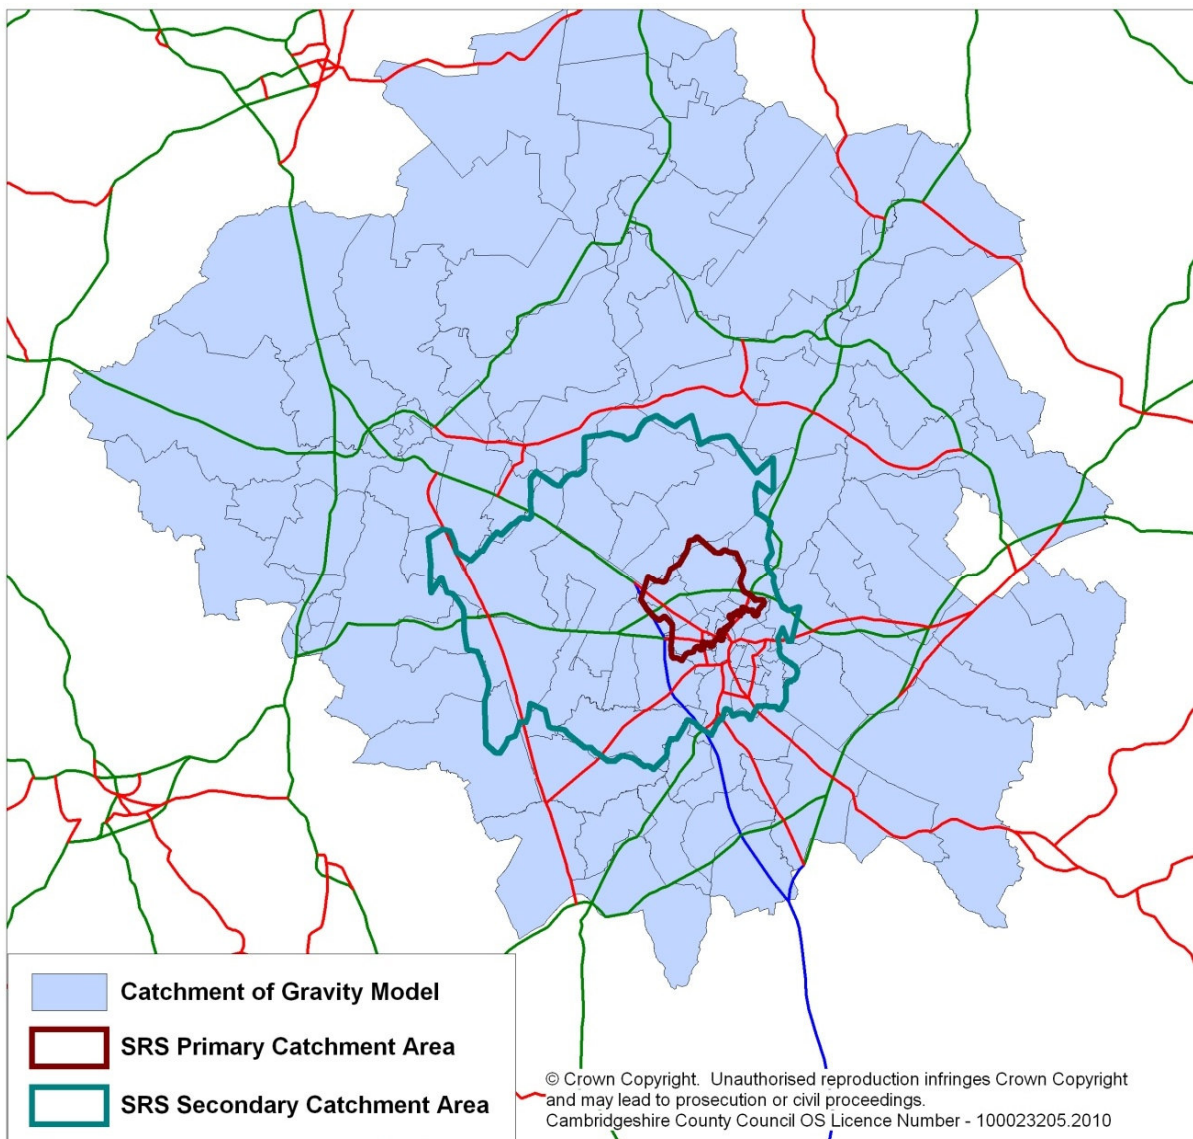 Catchment of Gravity Model
SRS Primary Catchment Area
SRS Secondary Catchment Area
© Crown Copyright. Unauthorised reproduction infringes Crown Copyright
and may lead to prosecution or civil proceedings.
Cambridgeshire County Council OS Licence Number - 100023205.2010